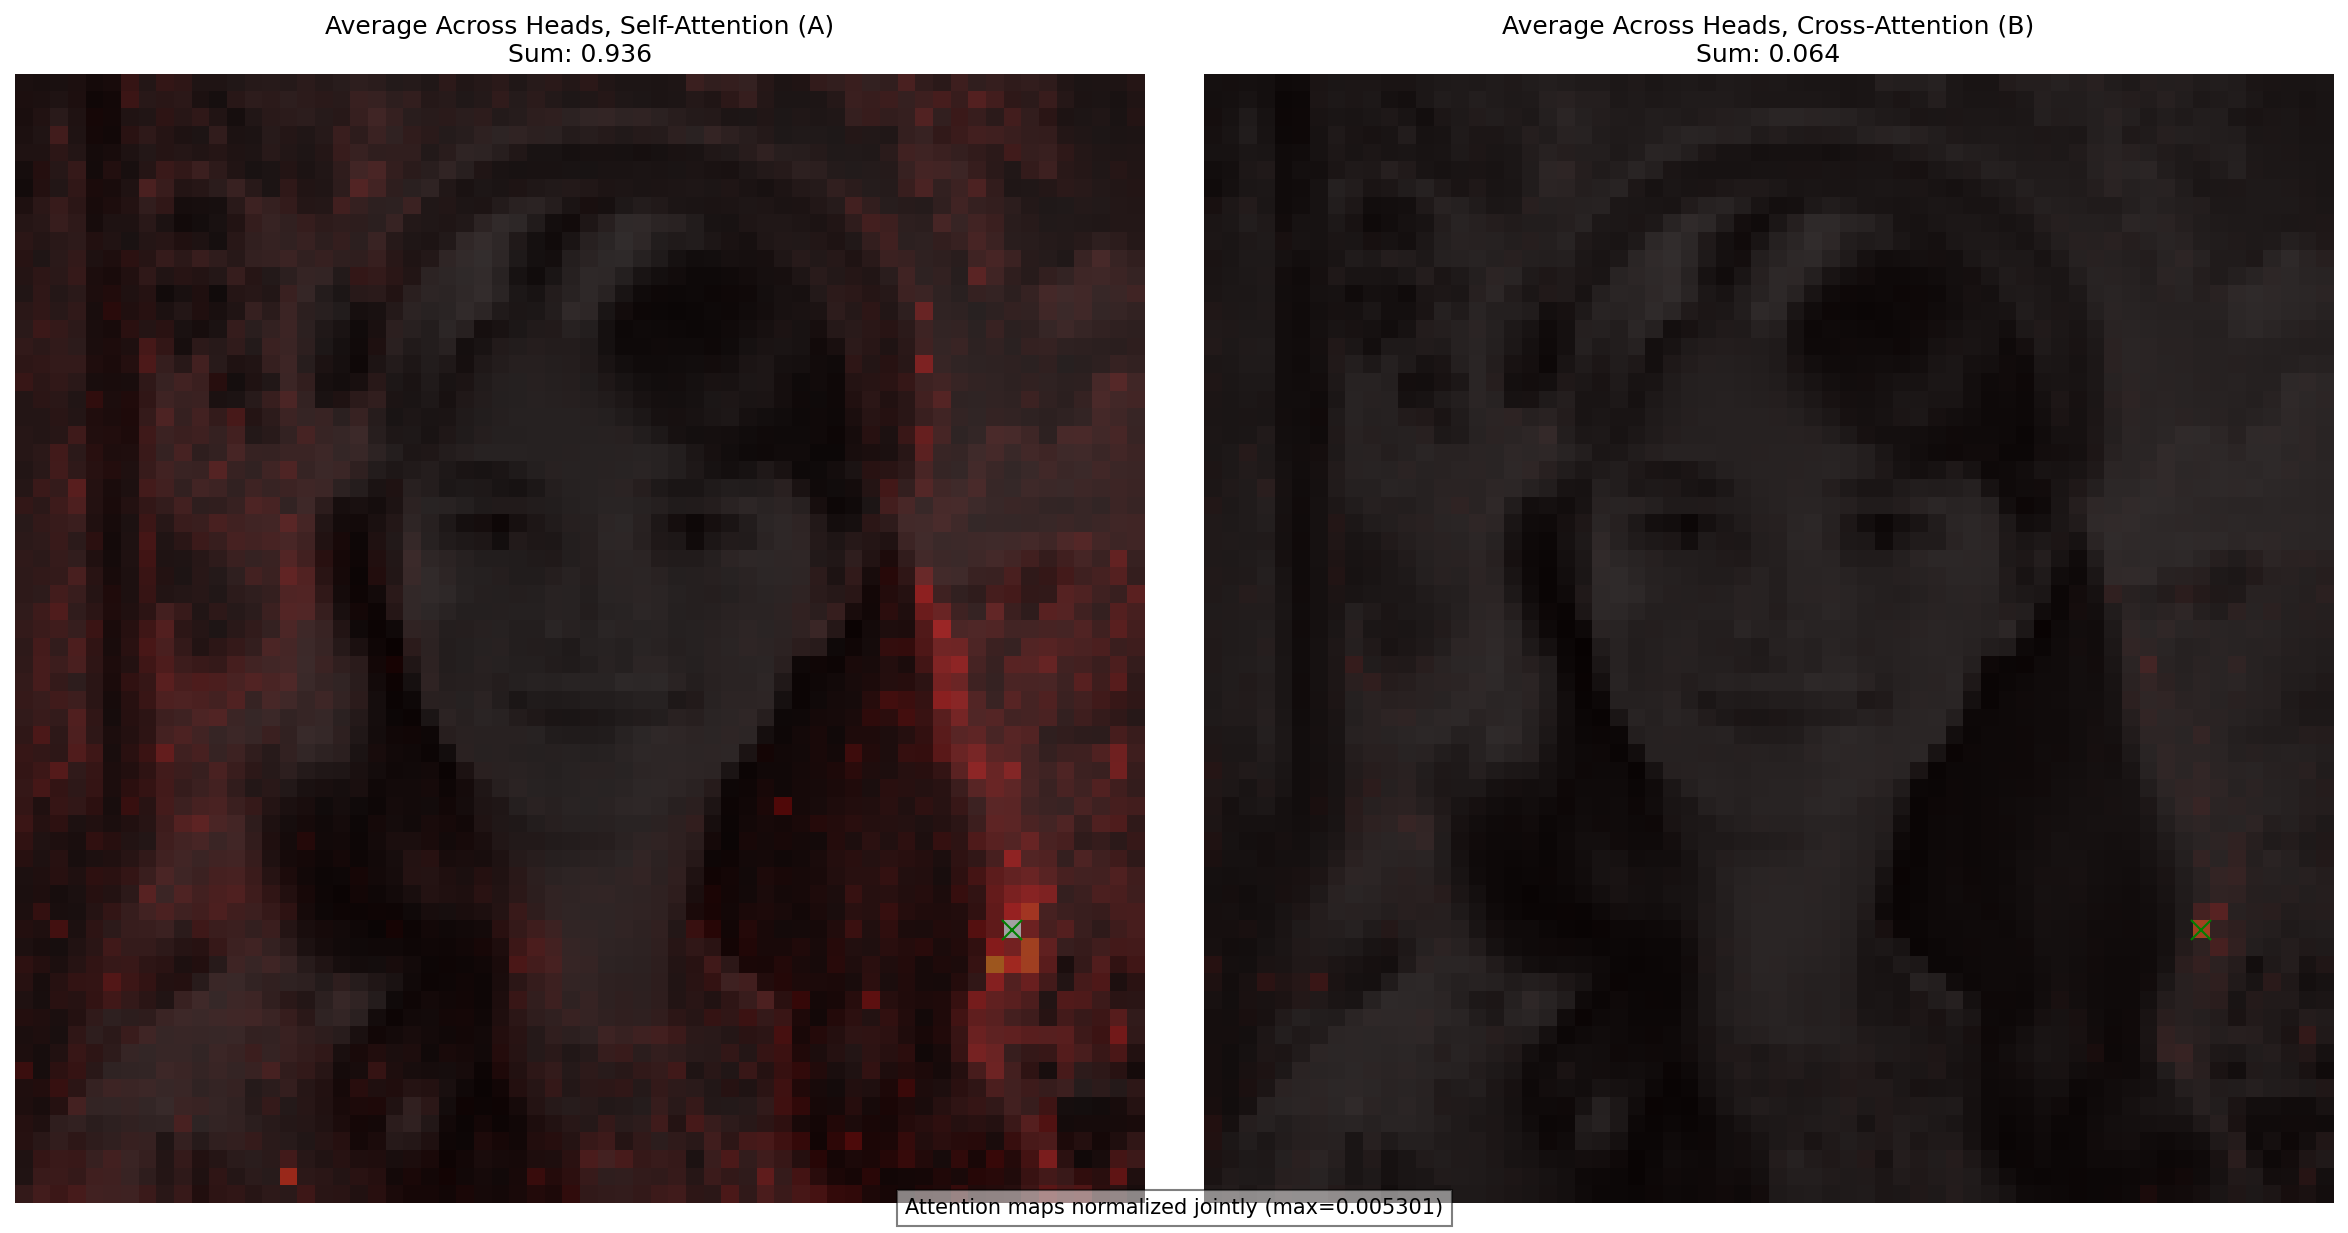 Average Across Heads, Self-Attention (A)
Sum: 0.936
Average Across Heads, Cross-Attention (B)
Sum: 0.064
Attention maps normalized jointly (max=0.005301)